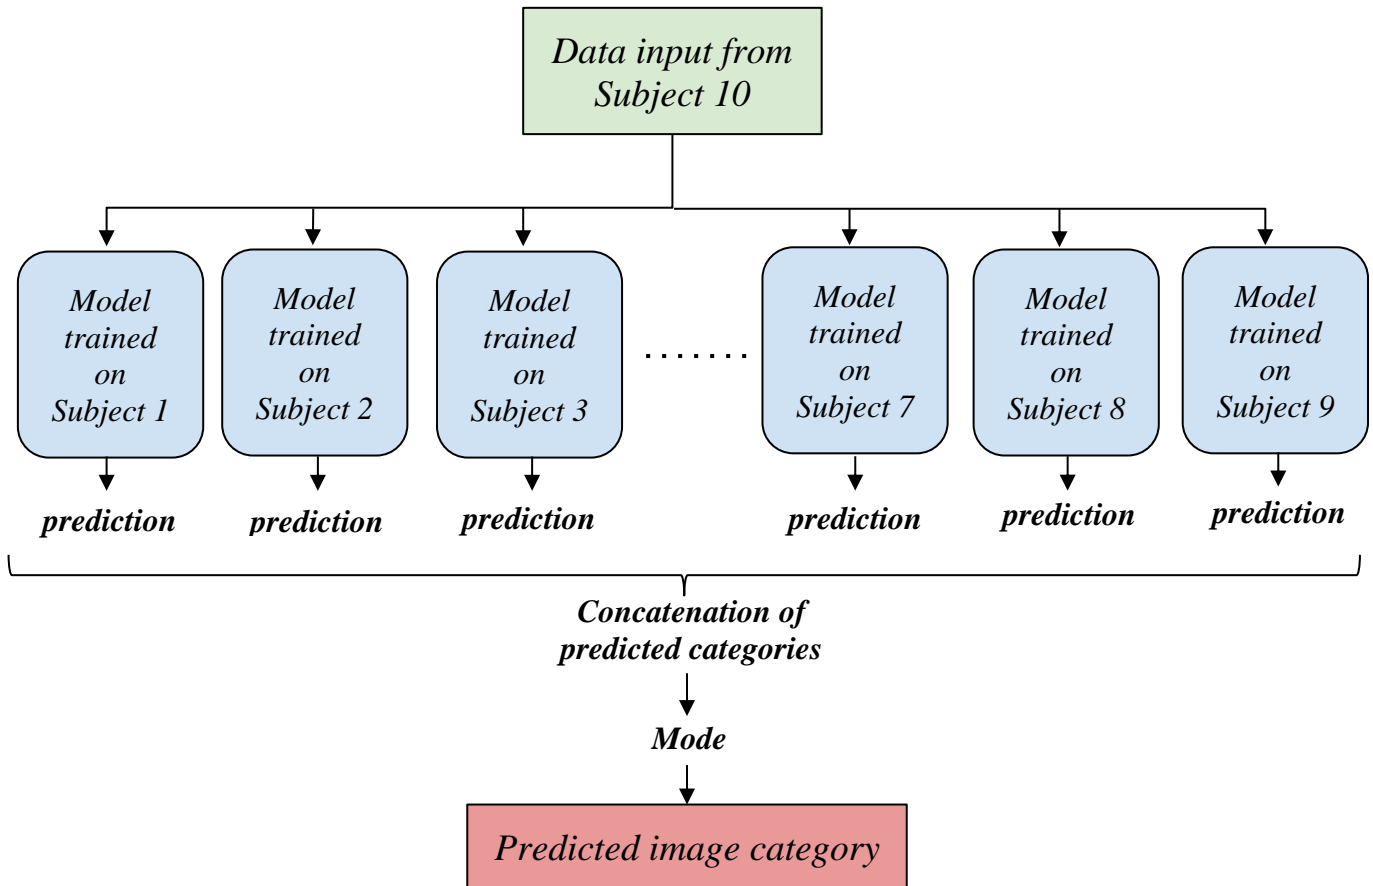 Data input from
Subject 10
Model
trained
on
Subject 1
Model
trained
on
Subject 2
Model
trained
on
Subject 3
.......
Model
trained
on
Subject 7
Model
trained
on
Subject 8
Model
trained
on
Subject 9
prediction
prediction
prediction
prediction
prediction
prediction
Concatenation of
predicted categories
Mode
Predicted image category